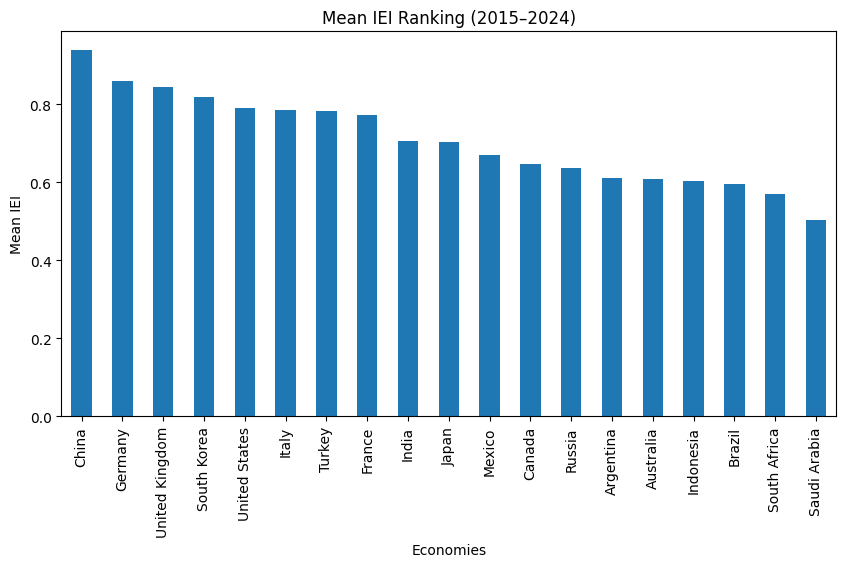 Mean IEI Ranking (2015–2024)
Mean IEI
0.8
0.6
0.4
0.2
0.0
China
Germany
United Kingdom
South Korea
United States
Italy
Turkey
France
India
Japan
Mexico
Canada
Russia
Argentina
Australia
Indonesia
Brazil
South Africa
Saudi Arabia
Economies